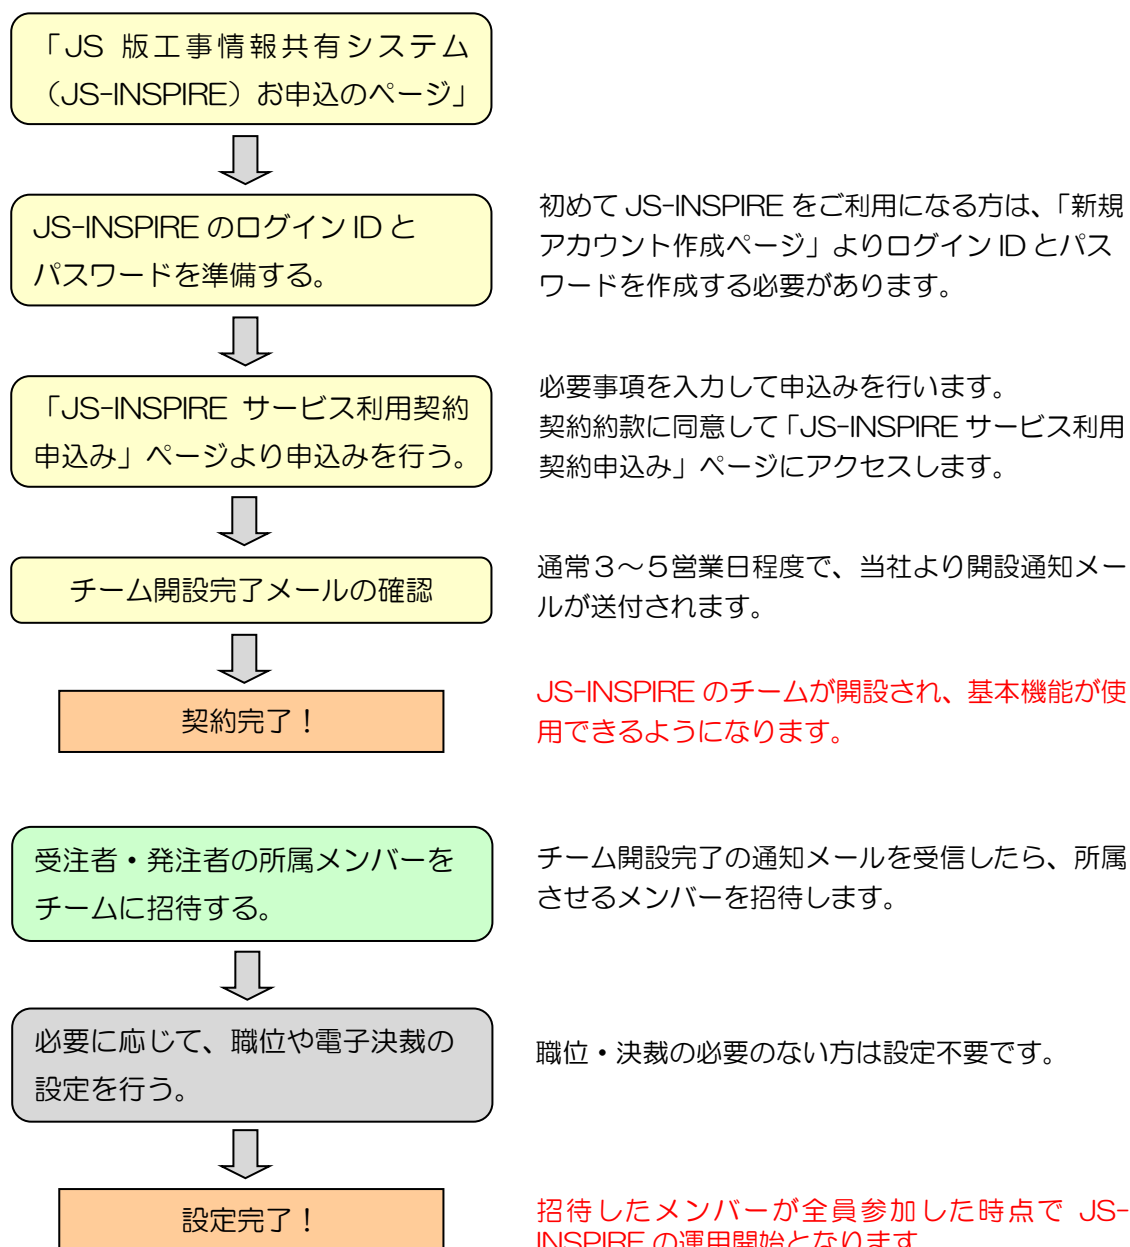 「JS 版工事情報共有システム
（JS-INSPIRE）お申込のページ」
JS-INSPIRE のログイン ID と
パスワードを準備する。
初めて JS-INSPIRE をご利用になる方は、「新規
アカウント作成ページ」よりログイン ID とパス
ワードを作成する必要があります。
「JS-INSPIRE サービス利用契約
申込み」ページより申込みを行う。
必要事項を入力して申込みを行います。
契約約款に同意して「JS-INSPIRE サービス利用
契約申込み」ページにアクセスします。
チーム開設完了メールの確認
通常３～５営業日程度で、当社より開設通知メー
ルが送付されます。
契約完了！
JS-INSPIRE のチームが開設され、基本機能が使
用できるようになります。
受注者・発注者の所属メンバーを
チームに招待する。
チーム開設完了の通知メールを受信したら、所属
させるメンバーを招待します。
必要に応じて、職位や電子決裁の
設定を行う。
職位・決裁の必要のない方は設定不要です。
設定完了！
招待したメンバーが全員参加した時点で JS-
INSPIRE の運用開始となります